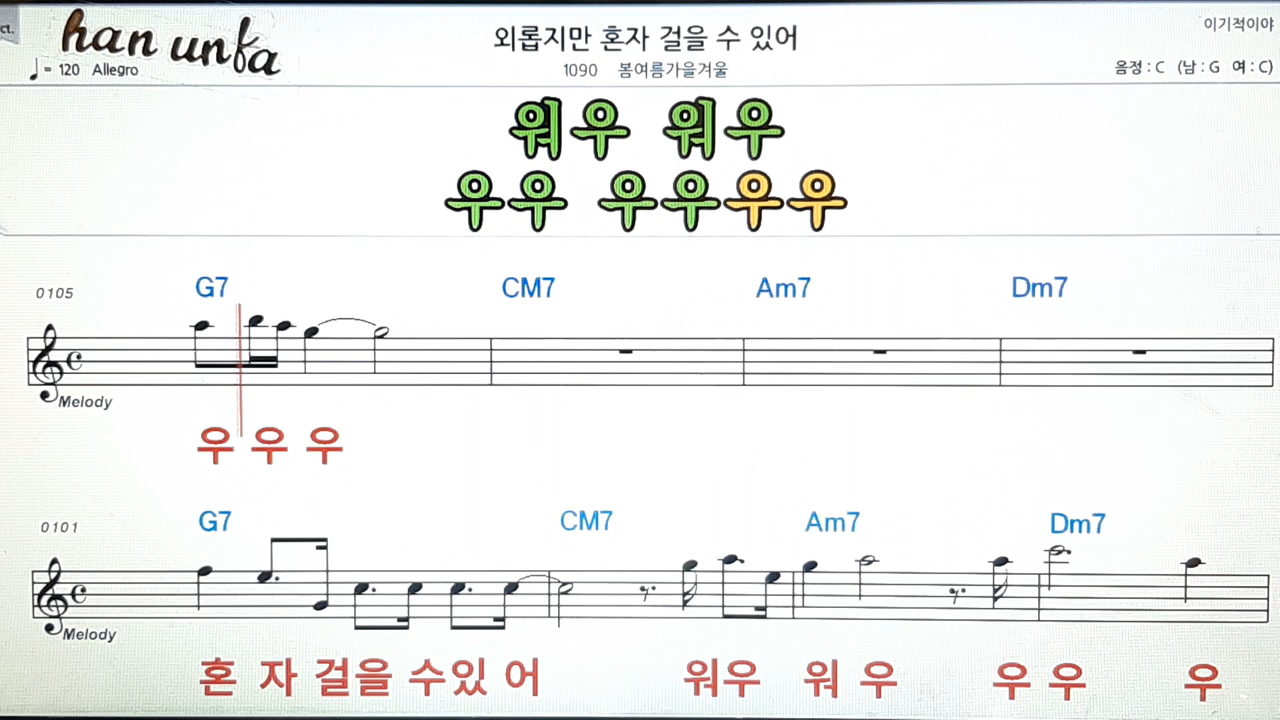 ct.
han unfa
외롭지만 혼자 걸을 수 있어
이기적이야
= 120 Allegro
1090 봄여름가을겨울
음정 : C (남 : G 여 : C)
워우 워우
우우 우우우우
0105
G7 CM7 Am7 Dm7
Melody
우 우 우
0101
G7 CM7 Am7 Dm7
Melody
혼 자 걸을 수있 어 워우 워 우 우 우 우